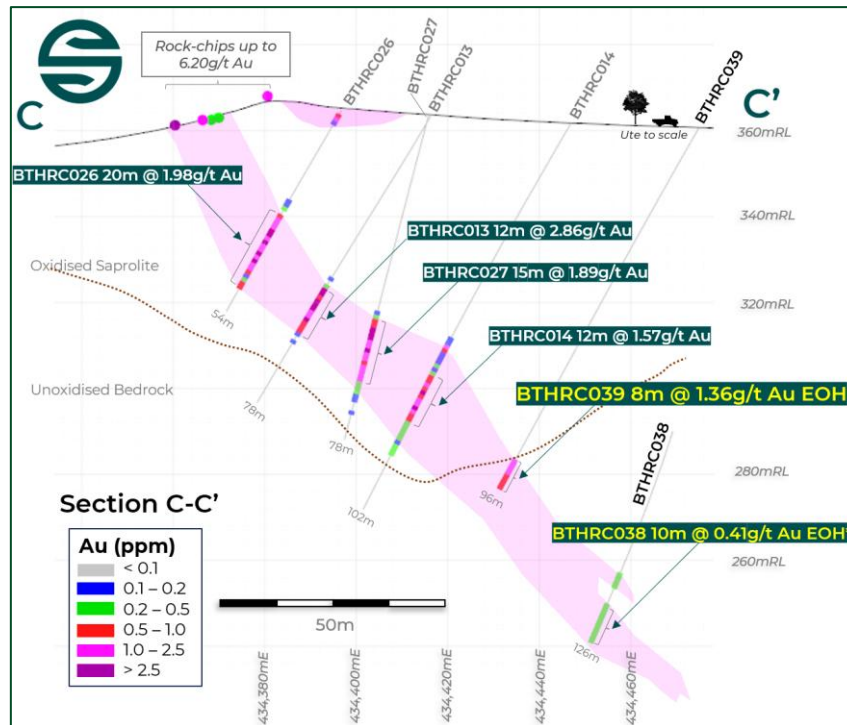 Rock-chips up to
6.20g/t Au
BTHRC026
BTHRC027
BTHRC013
BTHRC014
BTHRC039
C
C'
Ute to scale
360mRL
BTHRC026 20m @ 1.98g/t Au
340mRL
BTHRC013 12m @ 2.86g/t Au
Oxidised Saprolite
BTHRC027 15m @ 1.89g/t Au
54m
320mRL
BTHRC014 12m @ 1.57g/t Au
Unoxidised Bedrock
BTHRC039 8m @ 1.36g/t Au EOH
78m
78m
BTHRC038
280mRL
96m
102m
Section C-C'
BTHRC038 10m @ 0.41g/t Au EOH*
260mRL
Au (ppm)
< 0.1
0.1 – 0.2
0.2 – 0.5
0.5 – 1.0
1.0 – 2.5
> 2.5
50m
126m
434,380mE
434,400mE
434,420mE
434,440mE
434,460mE